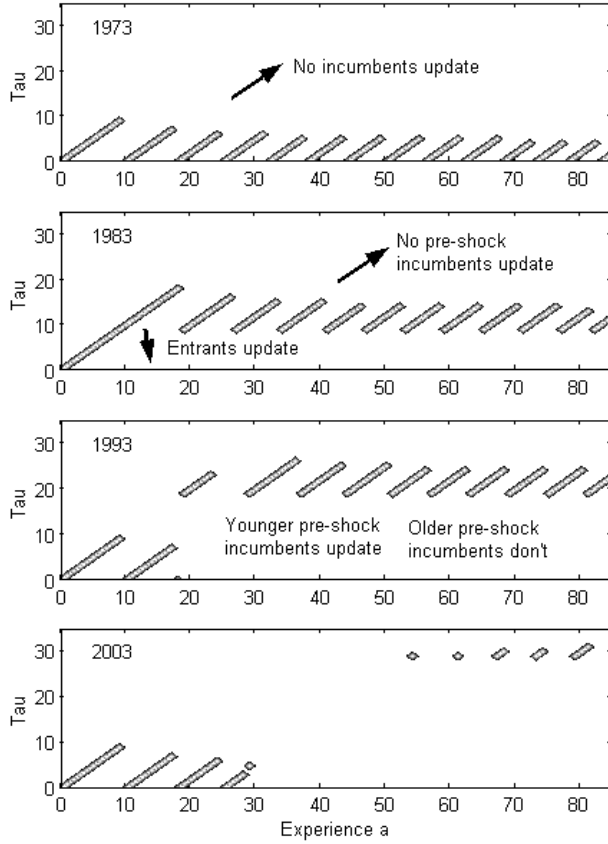 1973
30
20
10
0
Tau
No incumbents update
0 10 20 30 40 50 60 70 80
1983
30
20
10
0
Tau
No pre-shock
incumbents update
Entrants update
0 10 20 30 40 50 60 70 80
1993
30
20
10
0
Tau
Younger pre-shock
incumbents update
Older pre-shock
incumbents don't
0 10 20 30 40 50 60 70 80
2003
30
20
10
0
Tau
0 10 20 30 40 50 60 70 80
Experience a